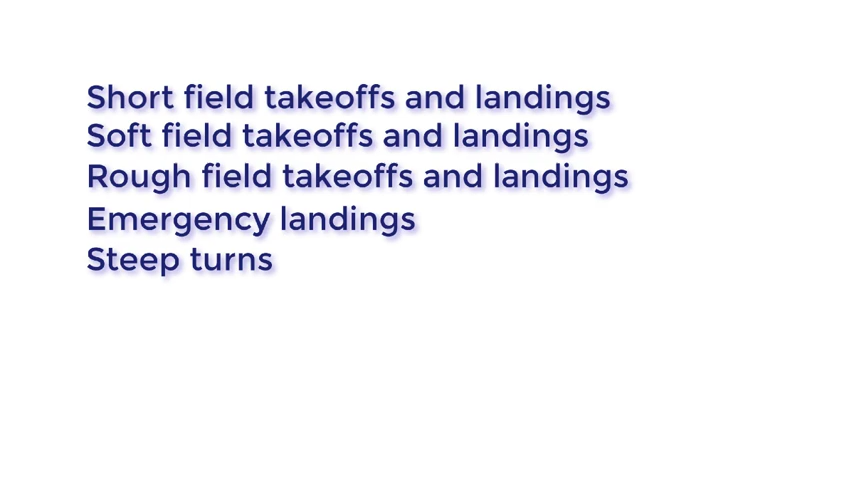 Short field takeoffs and landings
Soft field takeoffs and landings
Rough field takeoffs and landings
Emergency landings
Steep turns